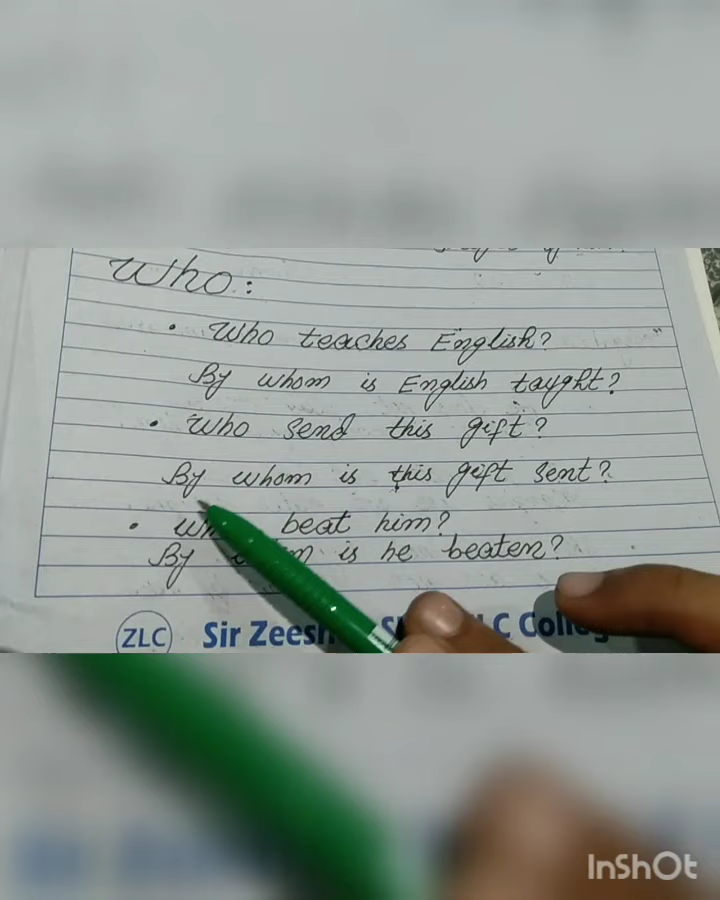 Who:
• Who teaches English?
By whom is English taught?
• Who send this gift?
By whom is this gift sent?
• beat him?
By is he beaten?
ZLC Sir Zeesh
InShOt